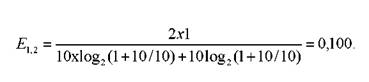 E1,2 = 2x1 / 10xlog2(1+10/10)+10log2(1+10/10) = 0,100.